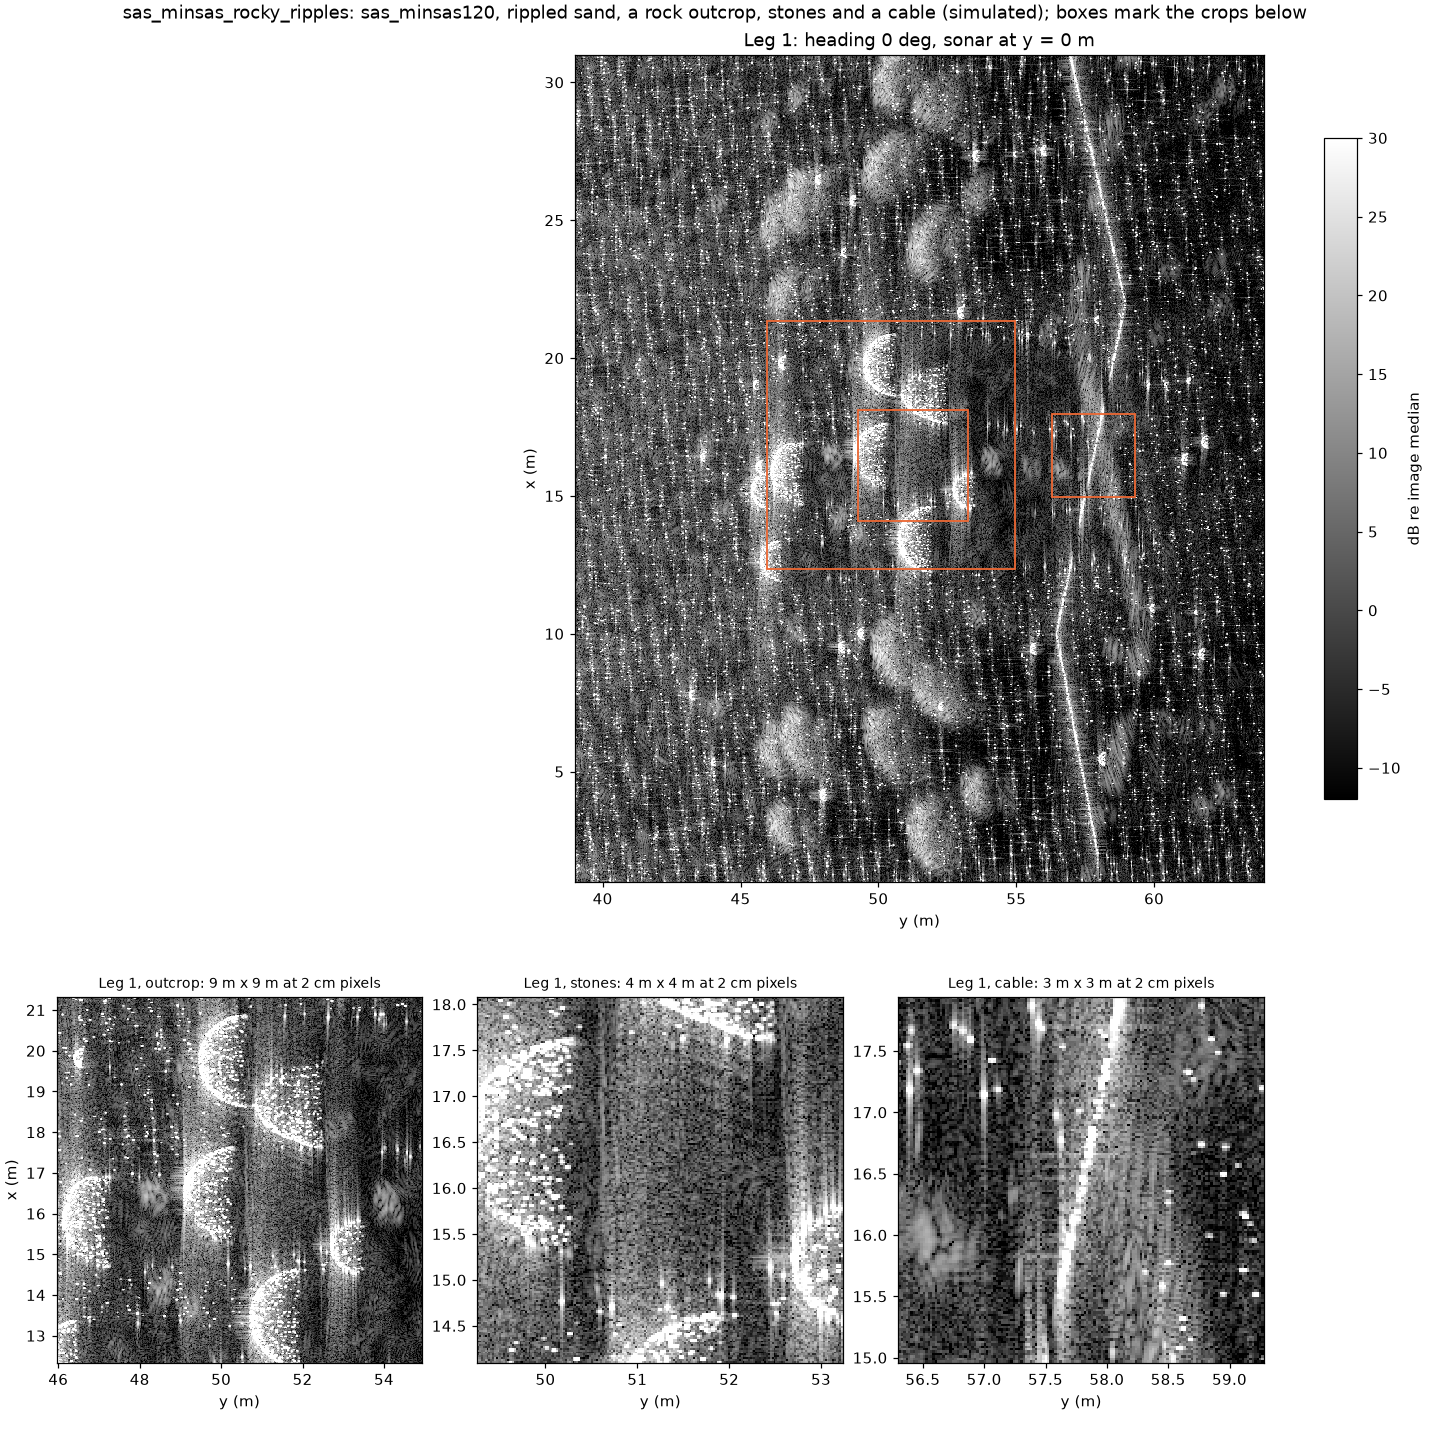 sas_minsas_rocky_ripples: sas_minsas120, rippled sand, a rock outcrop, stones and a cable (simulated); boxes mark the crops below
Leg 1: heading 0 deg, sonar at y = 0 m
30
25
20
15
10
5
x (m)
40 45 50 55 60
y (m)
30
25
20
15
10
5
0
−5
−10
dB re image median
Leg 1, outcrop: 9 m x 9 m at 2 cm pixels
21
20
19
18
17
16
15
14
13
x (m)
46 48 50 52 54
y (m)
Leg 1, stones: 4 m x 4 m at 2 cm pixels
18.0
17.5
17.0
16.5
16.0
15.5
15.0
14.5
50 51 52 53
y (m)
Leg 1, cable: 3 m x 3 m at 2 cm pixels
17.5
17.0
16.5
16.0
15.5
15.0
56.5 57.0 57.5 58.0 58.5 59.0
y (m)